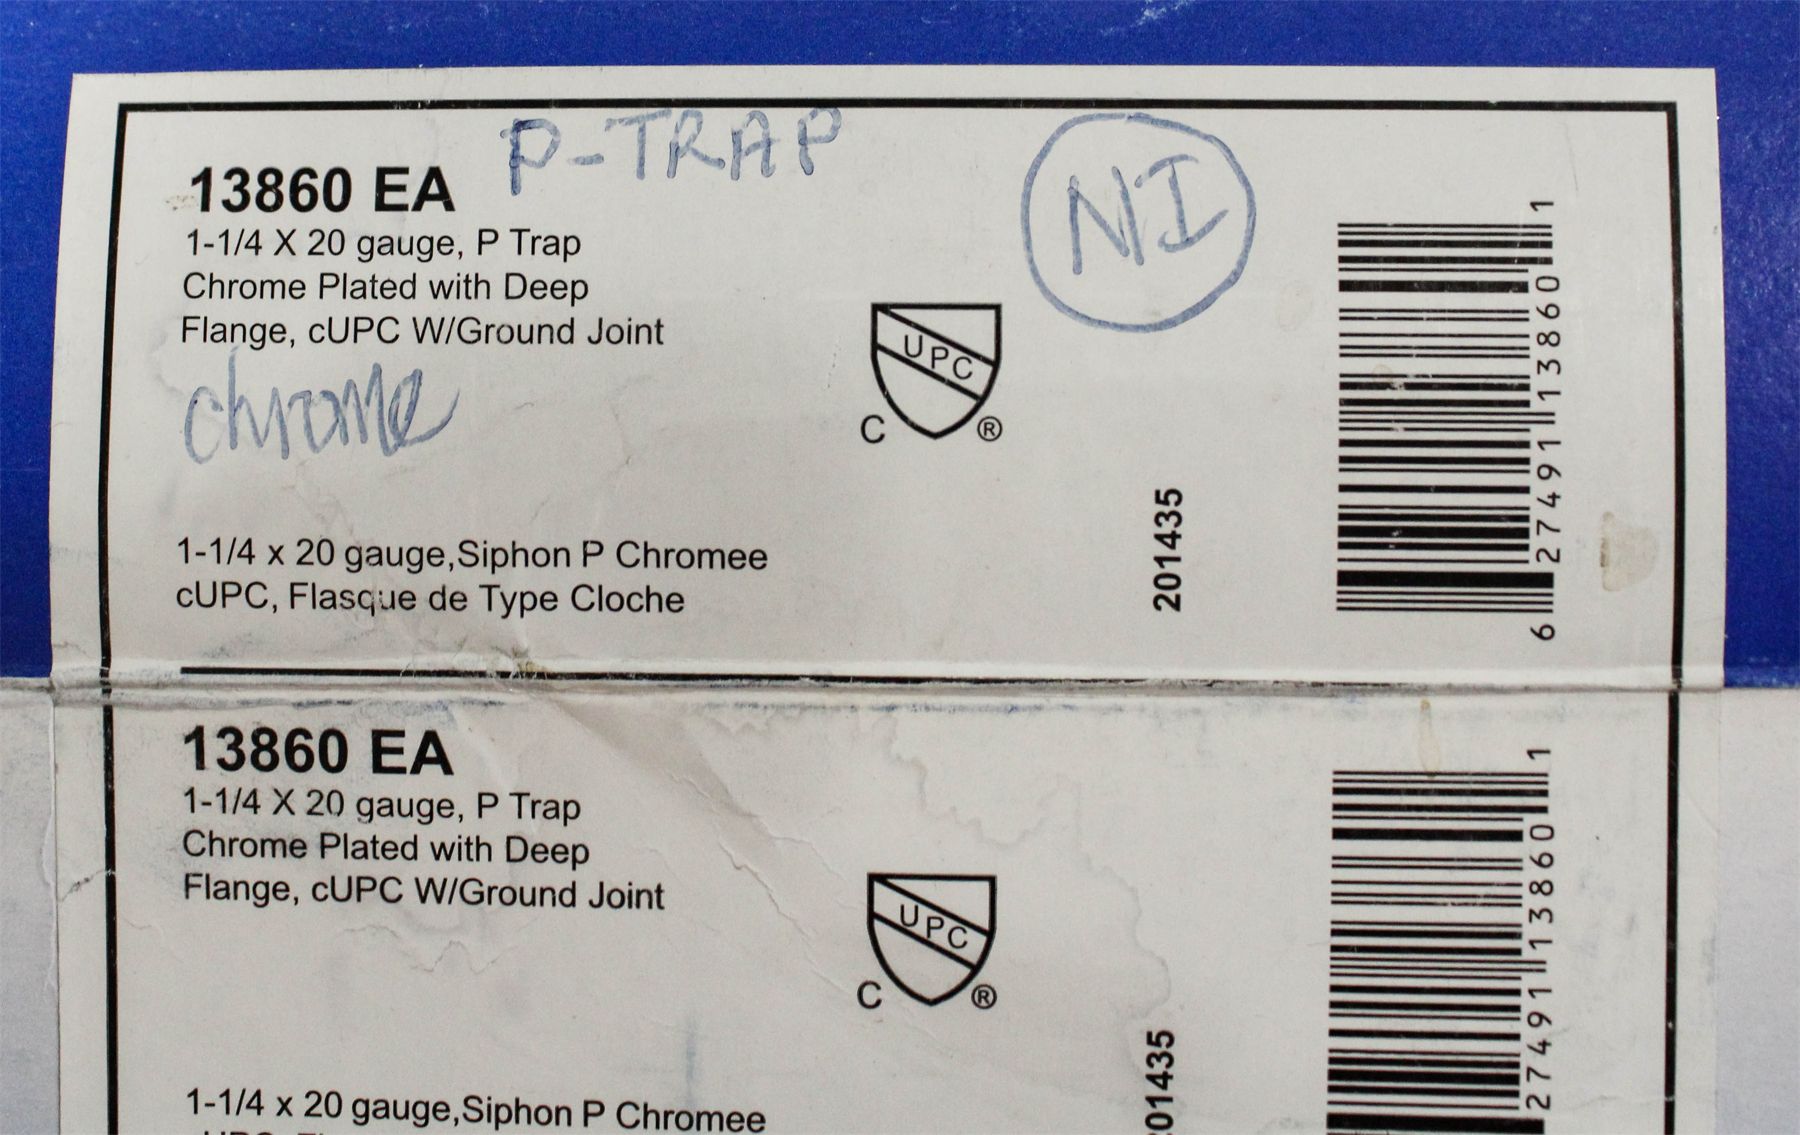 P-TRAP
NI
13860 EA
1-1/4 X 20 gauge, P Trap
Chrome Plated with Deep
Flange, cUPC W/Ground Joint
chrome
UPC
C ®
1-1/4 x 20 gauge,Siphon P Chromee
cUPC, Flasque de Type Cloche
201435
6 27491 13860 1
13860 EA
1-1/4 X 20 gauge, P Trap
Chrome Plated with Deep
Flange, cUPC W/Ground Joint
UPC
C ®
1-1/4 x 20 gauge,Siphon P Chromee
201435
27491 13860 1